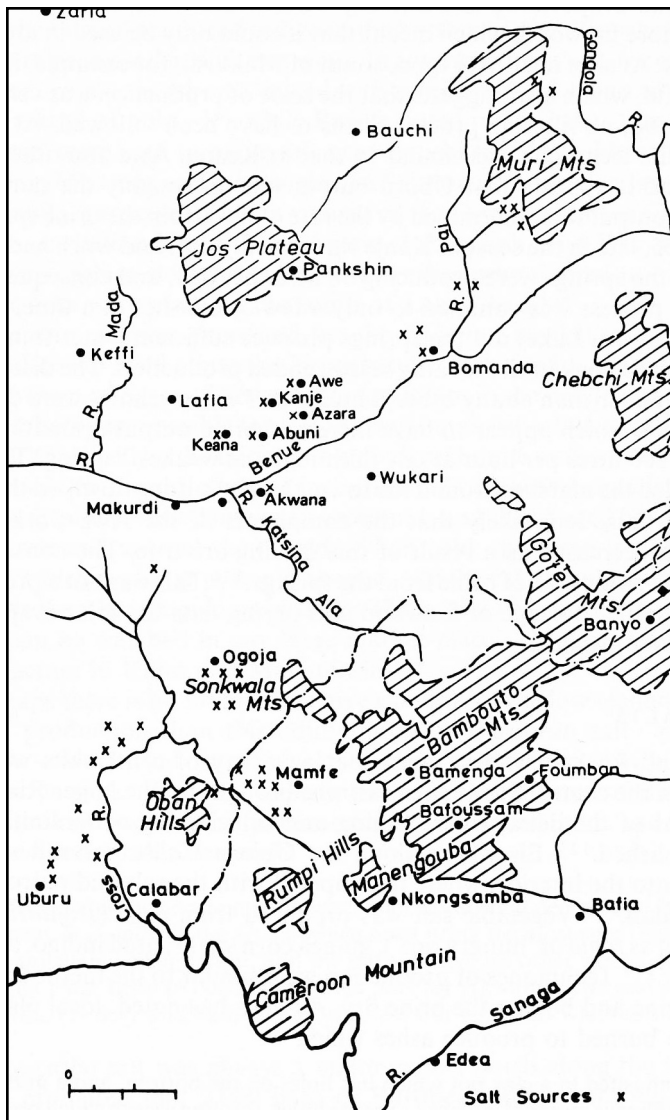 Zaria
Gongola
R.
Bauchi
Muri Mts
Jos Plateau
Pankshin
Pai
R.
Mada
R.
Keffi
Bomanda
Chebchi Mts.
Awe
Lafia
Kanje
Azara
Keana
Abuni
R.
Benue
Wukari
Akwana
Makurdi
R.
Katsina
Ala
Gotel
Mts.
Banyo
Ogoja
Sonkwala
Mts
Bambouto
Mts
Mamfe
Bamenda
Foumban
Oban
Hills
Bafoussam
Cross R.
Rumpi Hills
Manengouba
Uburu
Calabar
Nkongsamba
Bafia
Cameroon Mountain
Sanaga
R.
Edea
0
Salt Sources x